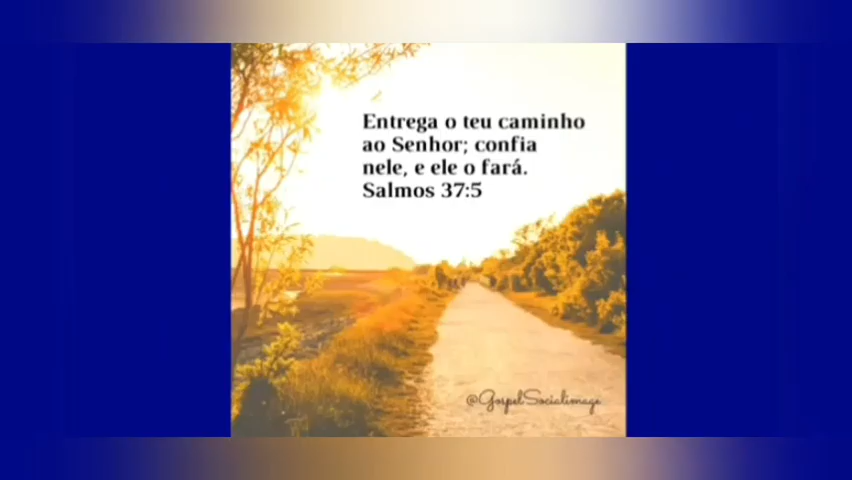 Entrega o teu caminho
ao Senhor; confia
nele, e ele o fará.
Salmos 37:5
@GospelSocialimage